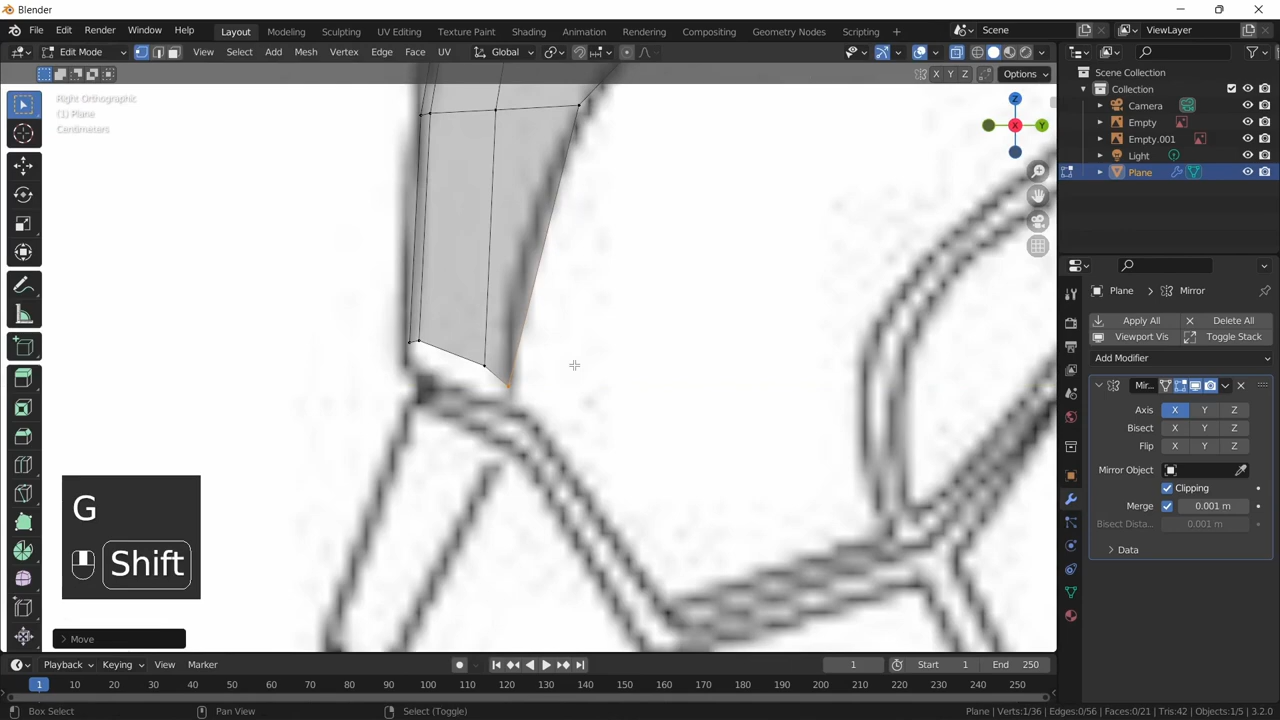 Blender
File Edit Render Window Help Layout Modeling Sculpting UV Editing Texture Paint Shading Animation Rendering Compositing Geometry Nodes Scripting + Scene ViewLayer
Edit Mode View Select Add Mesh Vertex Edge Face UV Global
X Y Z Options
Right Orthographic
(1) Plane
Centimeters
Z
X Y
Scene Collection
Collection
Camera
Empty
Empty.001
Light
Plane
Plane > Mirror
Apply All Delete All
Viewport Vis Toggle Stack
Add Modifier
Mir...
Axis X Y Z
Bisect X Y Z
Flip X Y Z
Mirror Object
Clipping
Merge 0.001 m
Bisect Dista... 0.001 m
> Data
G
Shift
> Move
Playback Keying View Marker 1 Start 1 End 250
1 10 20 30 40 50 60 70 80 90 100 110 120 130 140 150 160 170 180 190 200 210 220 230 240 250
Box Select Pan View Select (Toggle) Plane | Verts:1/36 | Edges:0/56 | Faces:0/21 | Tris:42 | Objects:1/5 | 3.2.0